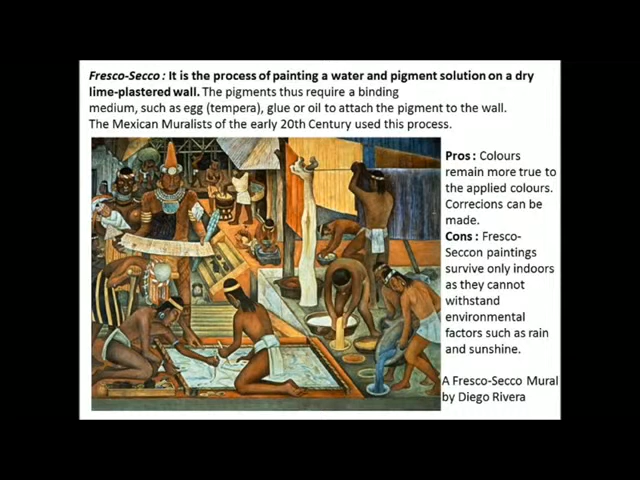 Fresco-Secco : It is the process of painting a water and pigment solution on a dry
lime-plastered wall. The pigments thus require a binding
medium, such as egg (tempera), glue or oil to attach the pigment to the wall.
The Mexican Muralists of the early 20th Century used this process.
Pros : Colours
remain more true to
the applied colours.
Correcions can be
made.
Cons : Fresco-
Seccon paintings
survive only indoors
as they cannot
withstand
environmental
factors such as rain
and sunshine.
A Fresco-Secco Mural
by Diego Rivera